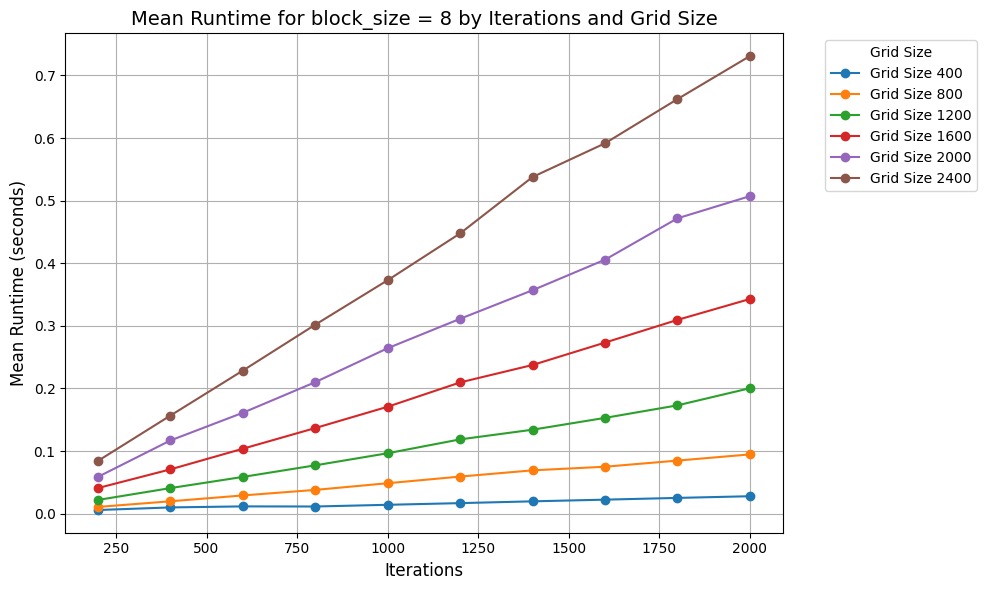 Mean Runtime for block_size = 8 by Iterations and Grid Size
Mean Runtime (seconds)
0.7
0.6
0.5
0.4
0.3
0.2
0.1
0.0
250 500 750 1000 1250 1500 1750 2000
Iterations
Grid Size
Grid Size 400
Grid Size 800
Grid Size 1200
Grid Size 1600
Grid Size 2000
Grid Size 2400